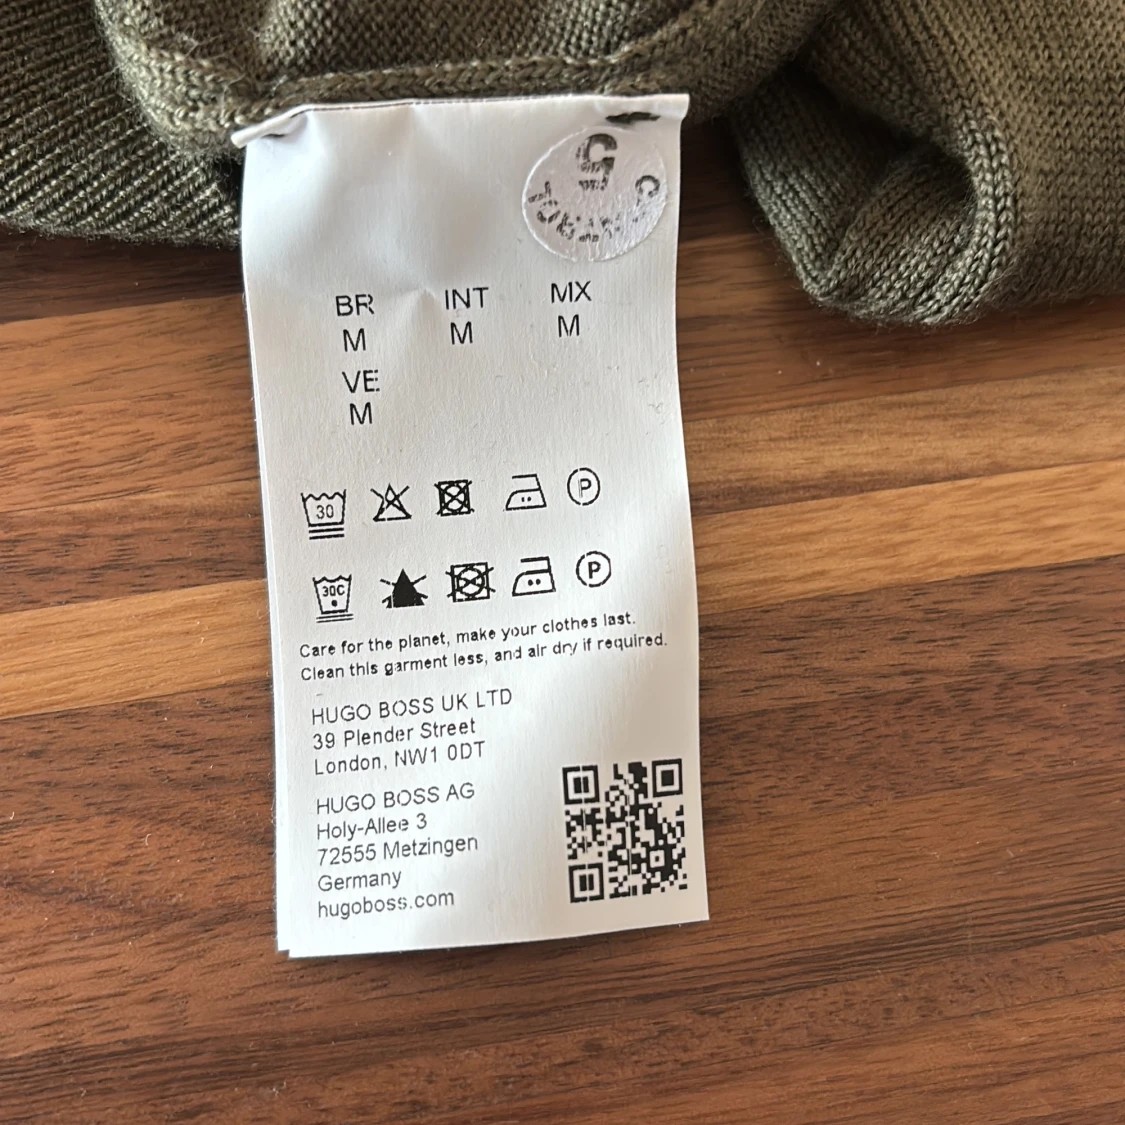 5
BR INT MX
M M M
VE
M
30 P
30C P
Care for the planet, make your clothes last.
Clean this garment less, and air dry if required.
HUGO BOSS UK LTD
39 Plender Street
London, NW1 0DT
HUGO BOSS AG
Holy-Allee 3
72555 Metzingen
Germany
hugoboss.com